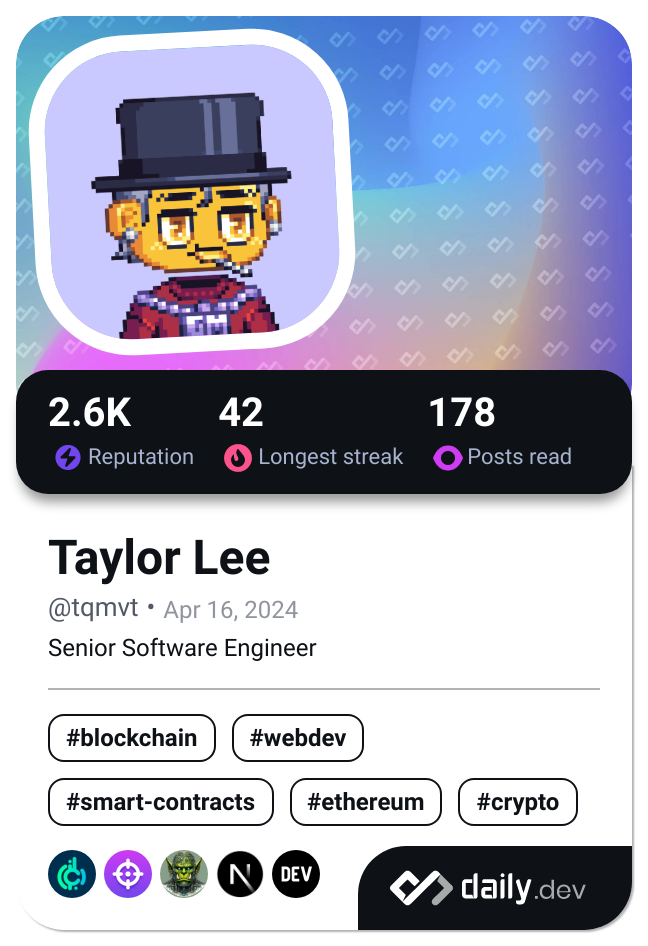 GM
2.6K 42 178
Reputation Longest streak Posts read
Taylor Lee
@tqmvt • Apr 16, 2024
Senior Software Engineer
#blockchain #webdev
#smart-contracts #ethereum #crypto
N DEV daily.dev